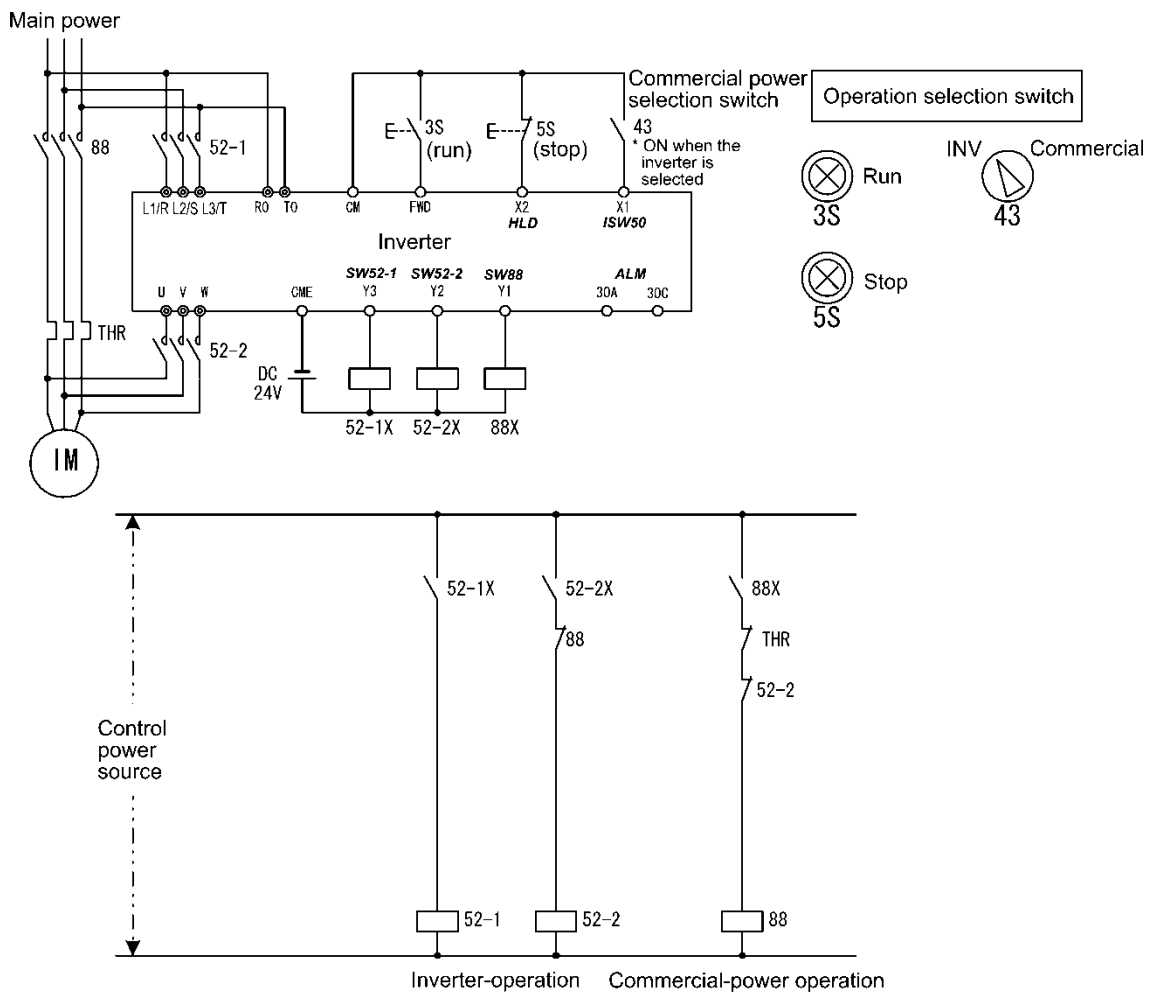 Main power
88
52-1
3S
(run)
5S
(stop)
Commercial power
selection switch
43
* ON when the
inverter is
selected
Operation selection switch
INV
Commercial
43
Run
3S
Stop
5S
L1/R L2/S L3/T R0 T0 CM FWD X2 X1
HLD ISW50
Inverter
SW52-1 SW52-2 SW88 ALM
U V W CME Y3 Y2 Y1 30A 30C
THR
52-2
DC
24V
52-1X 52-2X 88X
IM
52-1X
52-2X
88X
88
THR
52-2
Control
power
source
52-1
52-2
88
Inverter-operation
Commercial-power operation